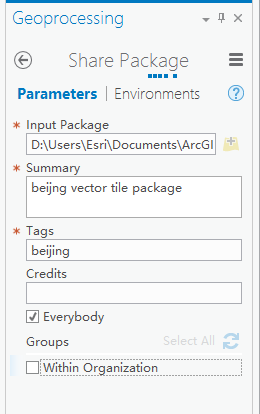 Geoprocessing
Share Package
Parameters | Environments
* Input Package
D:\Users\Esri\Documents\ArcGI
* Summary
beijng vector tile package
* Tags
beijing
Credits
Everybody
Groups Select All
Within Organization